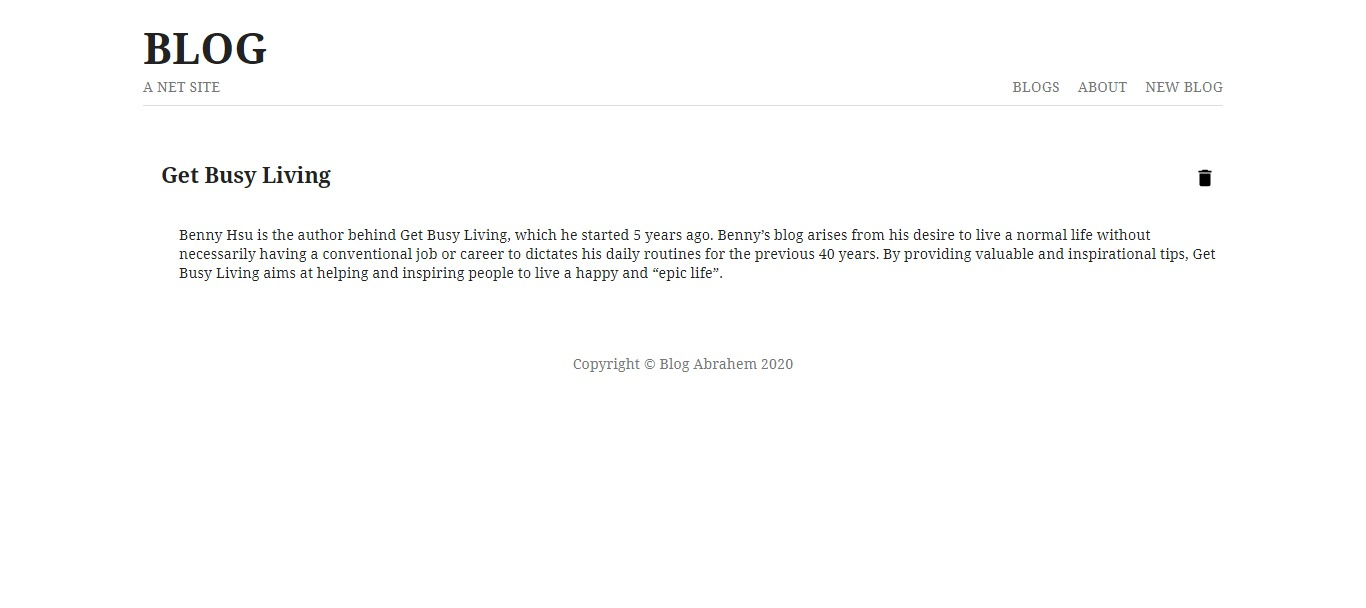 BLOG
A NET SITE
BLOGS ABOUT NEW BLOG
Get Busy Living
Benny Hsu is the author behind Get Busy Living, which he started 5 years ago. Benny’s blog arises from his desire to live a normal life without
necessarily having a conventional job or career to dictates his daily routines for the previous 40 years. By providing valuable and inspirational tips, Get
Busy Living aims at helping and inspiring people to live a happy and “epic life”.
Copyright © Blog Abrahem 2020